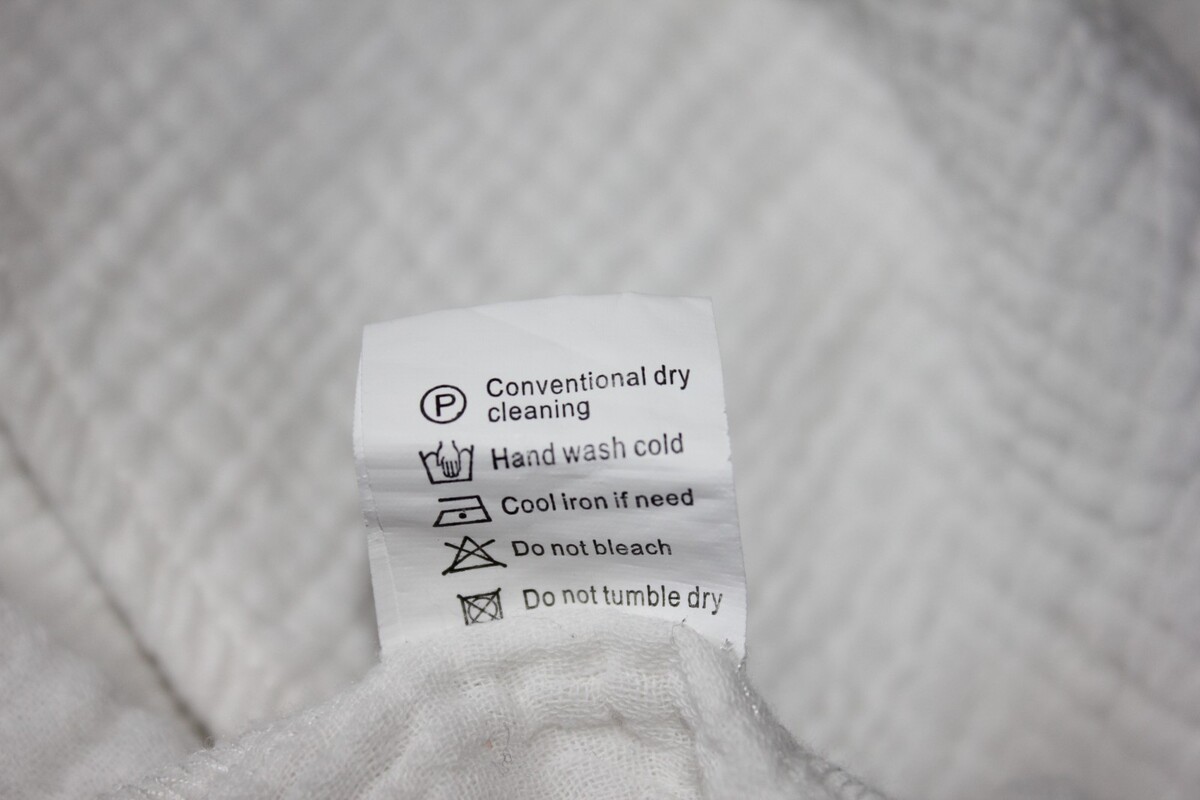 P Conventional dry
cleaning
Hand wash cold
Cool iron if need
Do not bleach
Do not tumble dry